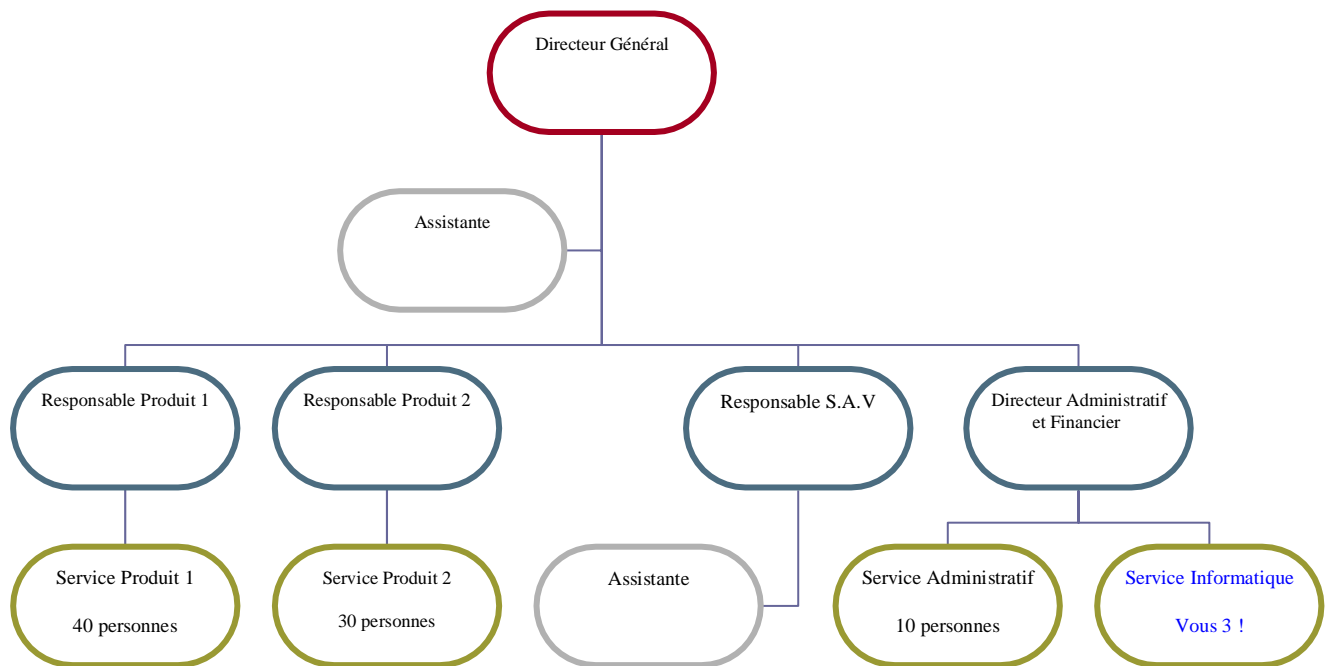 Directeur Général
Assistante
Responsable Produit 1
Responsable Produit 2
Responsable S.A.V
Directeur Administratif
et Financier
Service Produit 1
40 personnes
Service Produit 2
30 personnes
Assistante
Service Administratif
10 personnes
Service Informatique
Vous 3 !